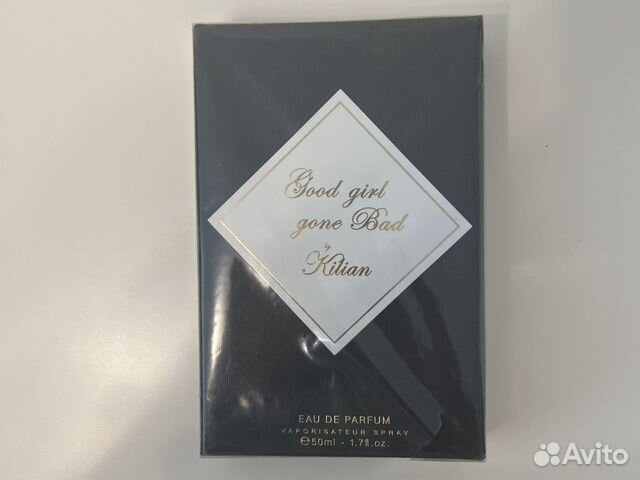 Good girl
gone Bad
by
Kilian
EAU DE PARFUM
VAPORISATEUR SPRAY
℮50ml - 1.7fl.oz.
Avito